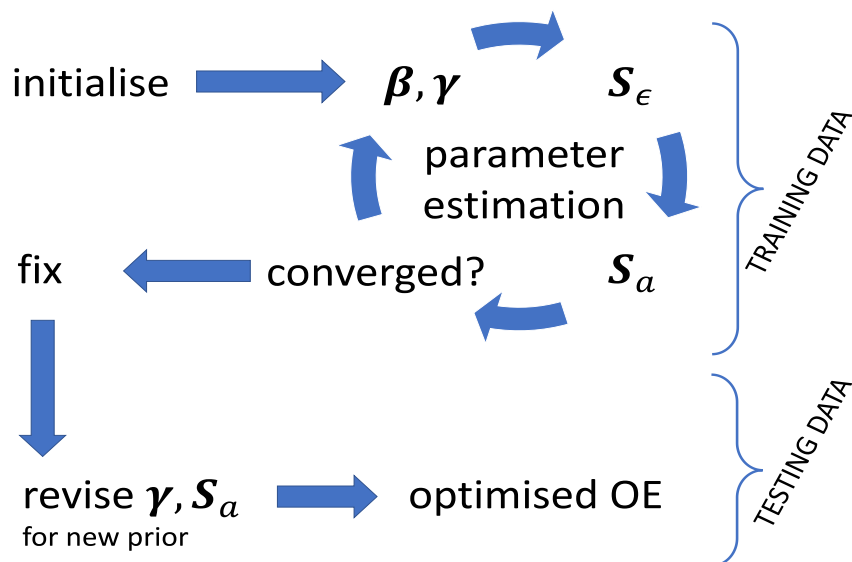 initialise
β, γ
S_ϵ
parameter
estimation
fix
converged?
S_a
TRAINING DATA
revise γ, S_a
for new prior
optimised OE
TESTING DATA